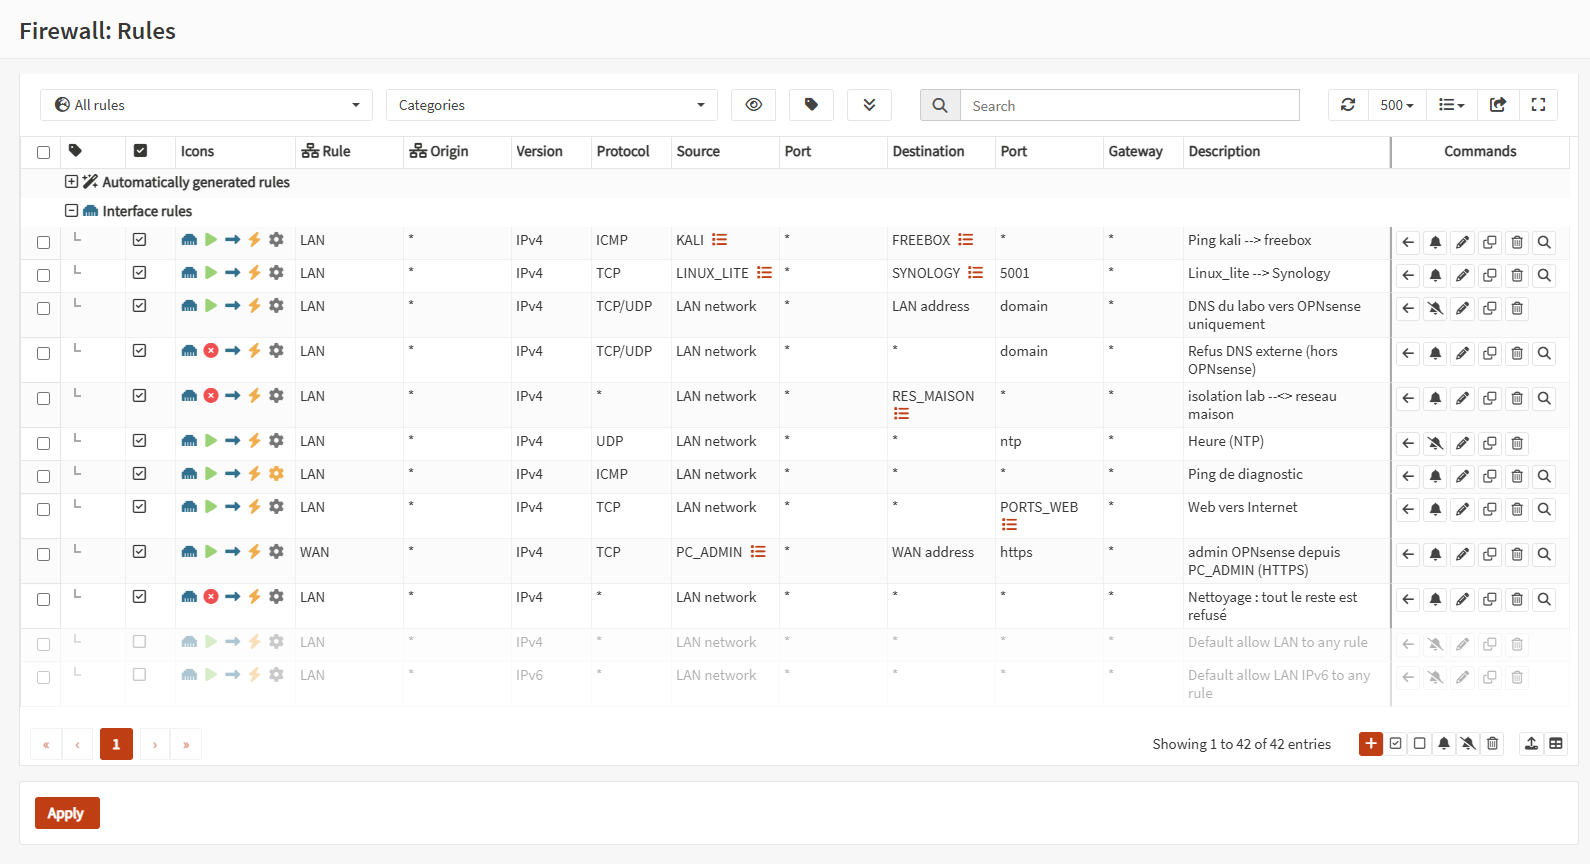 Firewall: Rules
All rules Categories Search 500
Icons Rule Origin Version Protocol Source Port Destination Port Gateway Description Commands
Automatically generated rules
Interface rules
LAN * IPv4 ICMP KALI * FREEBOX * * Ping kali --> freebox
LAN * IPv4 TCP LINUX_LITE * SYNOLOGY 5001 * Linux_lite --> Synology
LAN * IPv4 TCP/UDP LAN network * LAN address domain * DNS du labo vers OPNsense
uniquement
LAN * IPv4 TCP/UDP LAN network * * domain * Refus DNS externe (hors
OPNsense)
LAN * IPv4 * LAN network * RES_MAISON * * isolation lab --<> reseau
maison
LAN * IPv4 UDP LAN network * * ntp * Heure (NTP)
LAN * IPv4 ICMP LAN network * * * * Ping de diagnostic
LAN * IPv4 TCP LAN network * * PORTS_WEB * Web vers Internet
WAN * IPv4 TCP PC_ADMIN * WAN address https * admin OPNsense depuis
PC_ADMIN (HTTPS)
LAN * IPv4 * LAN network * * * * Nettoyage : tout le reste est
refusé
LAN * IPv4 * LAN network * * * * Default allow LAN to any rule
LAN * IPv6 * LAN network * * * * Default allow LAN IPv6 to any
rule
« ‹ 1 › » Showing 1 to 42 of 42 entries
Apply